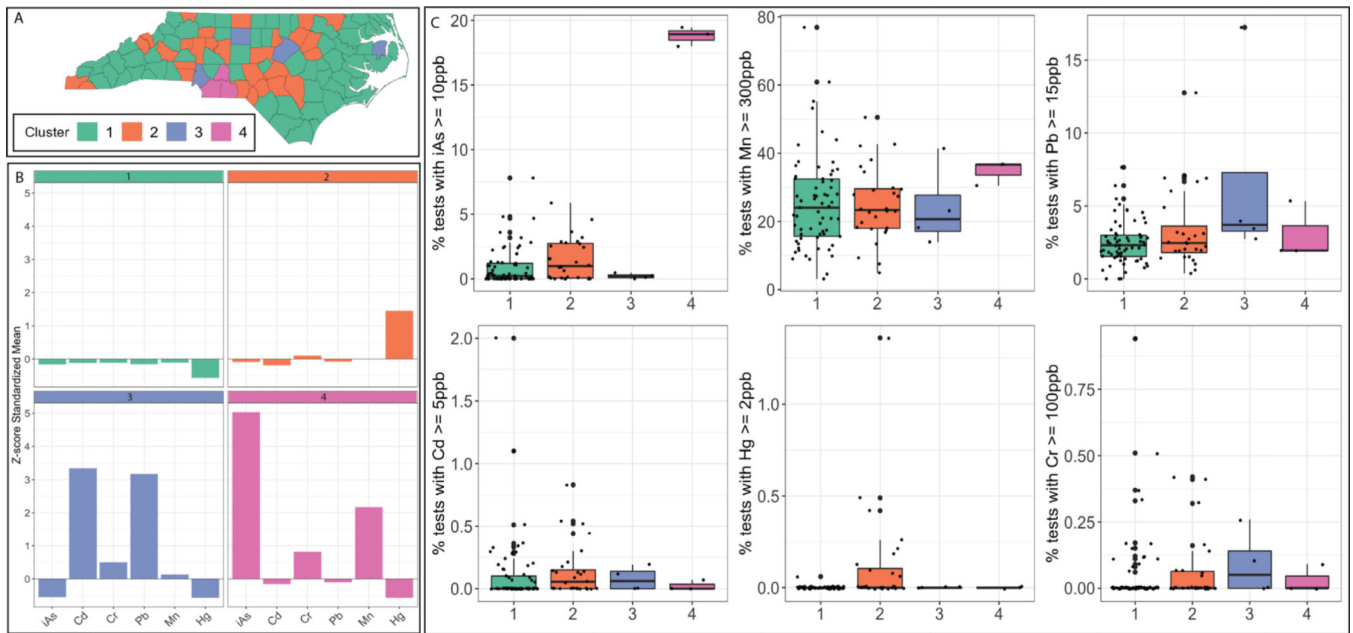 A
Cluster 1 2 3 4
B
Z-score Standardized Mean
1 2
5
4
3
2
1
0
3 4
5
4
3
2
1
0
iAs Cd Cr Pb Mn Hg iAs Cd Cr Pb Mn Hg
C
% tests with iAs >= 10ppb
20
15
10
5
0
1 2 3 4
% tests with Mn >= 300ppb
80
60
40
20
0
1 2 3 4
% tests with Pb >= 15ppb
15
10
5
0
1 2 3 4
% tests with Cd >= 5ppb
2.0
1.5
1.0
0.5
0.0
1 2 3 4
% tests with Hg >= 2ppb
1.0
0.5
0.0
1 2 3 4
% tests with Cr >= 100ppb
0.75
0.50
0.25
0.00
1 2 3 4